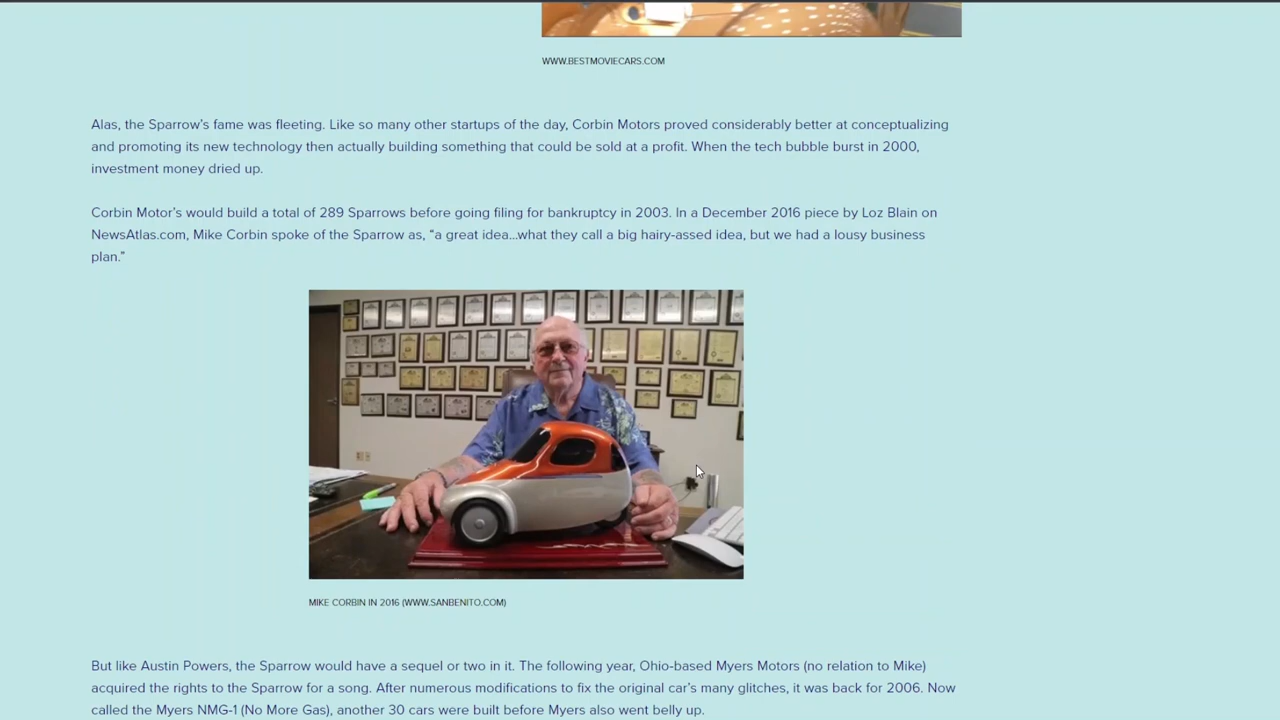 WWW.BESTMOVIECARS.COM
Alas, the Sparrow's fame was fleeting. Like so many other startups of the day, Corbin Motors proved considerably better at conceptualizing
and promoting its new technology then actually building something that could be sold at a profit. When the tech bubble burst in 2000,
investment money dried up.
Corbin Motor's would build a total of 289 Sparrows before going filing for bankruptcy in 2003. In a December 2016 piece by Loz Blain on
NewsAtlas.com, Mike Corbin spoke of the Sparrow as, “a great idea...what they call a big hairy-assed idea, but we had a lousy business
plan.”
MIKE CORBIN IN 2016 (WWW.SANBENITO.COM)
But like Austin Powers, the Sparrow would have a sequel or two in it. The following year, Ohio-based Myers Motors (no relation to Mike)
acquired the rights to the Sparrow for a song. After numerous modifications to fix the original car's many glitches, it was back for 2006. Now
called the Myers NMG-1 (No More Gas), another 30 cars were built before Myers also went belly up.